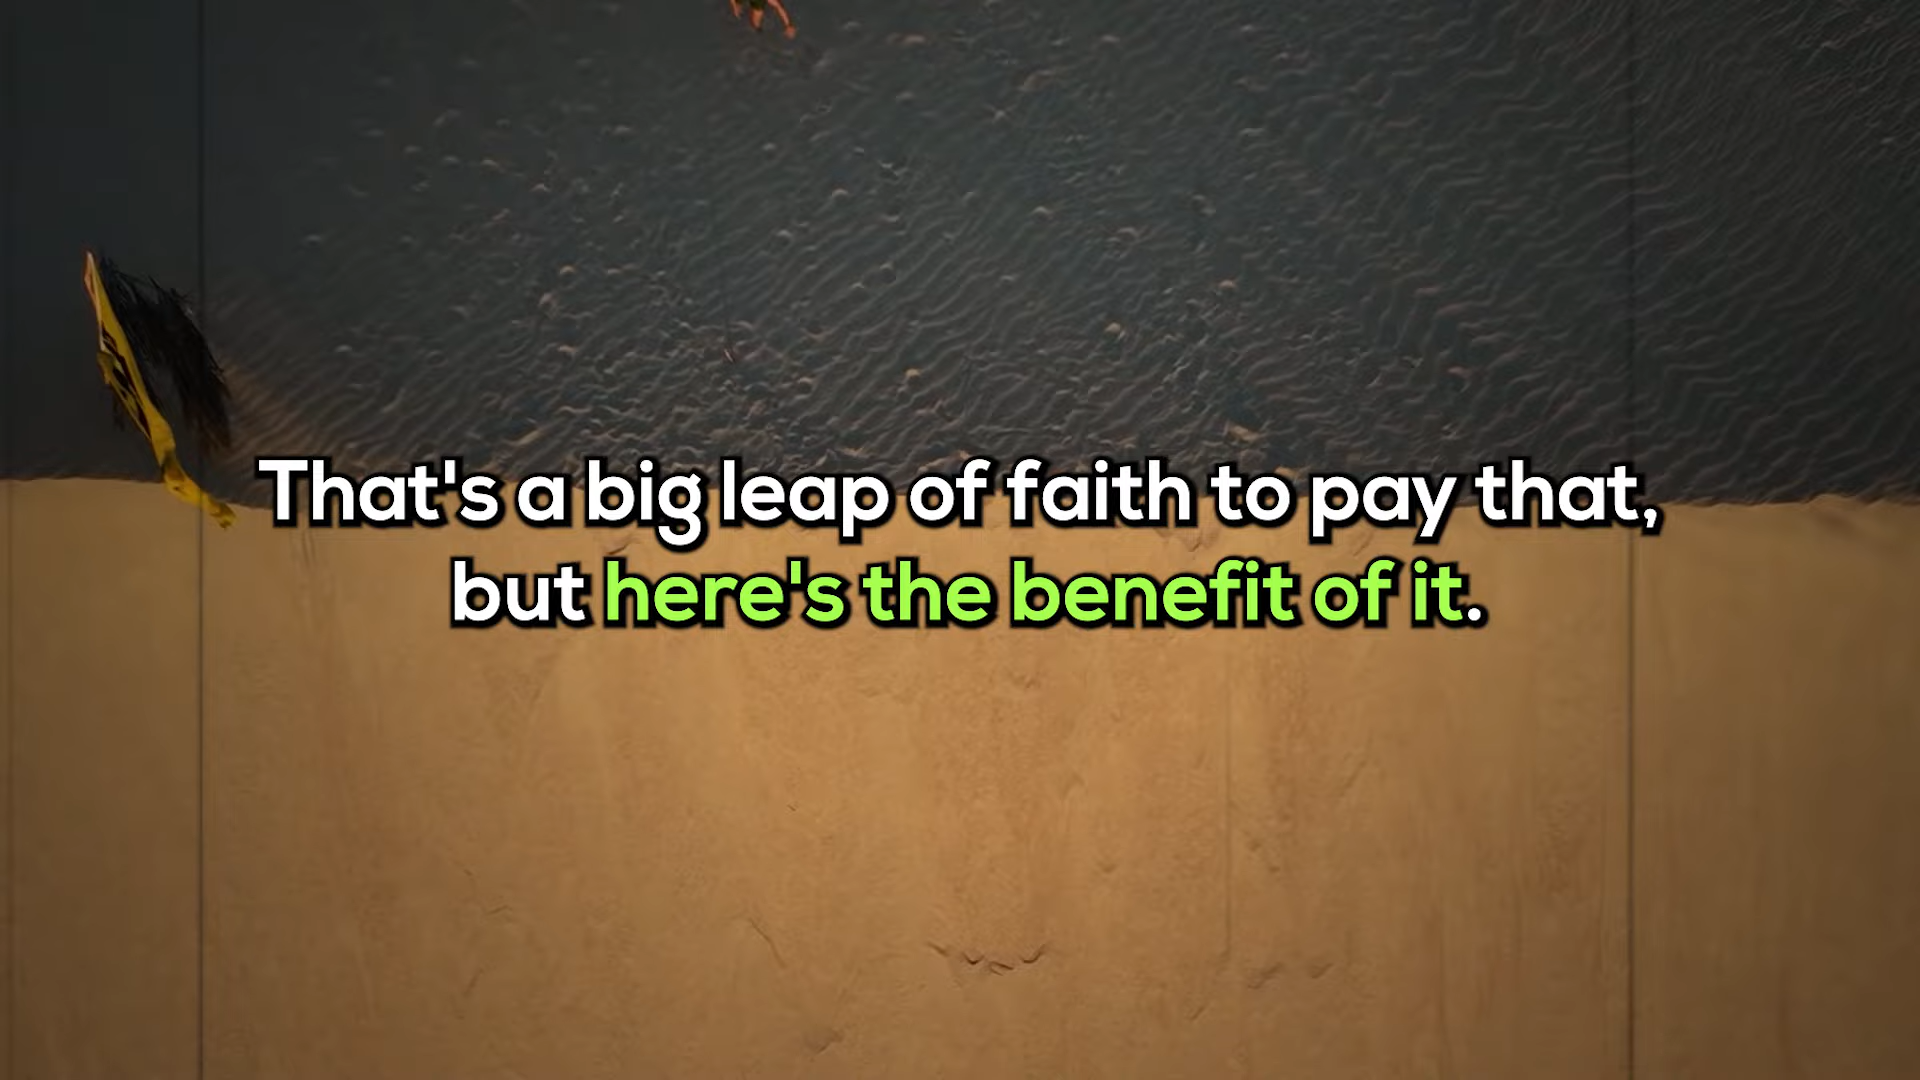 That's a big leap of faith to pay that,
but here's the benefit of it.